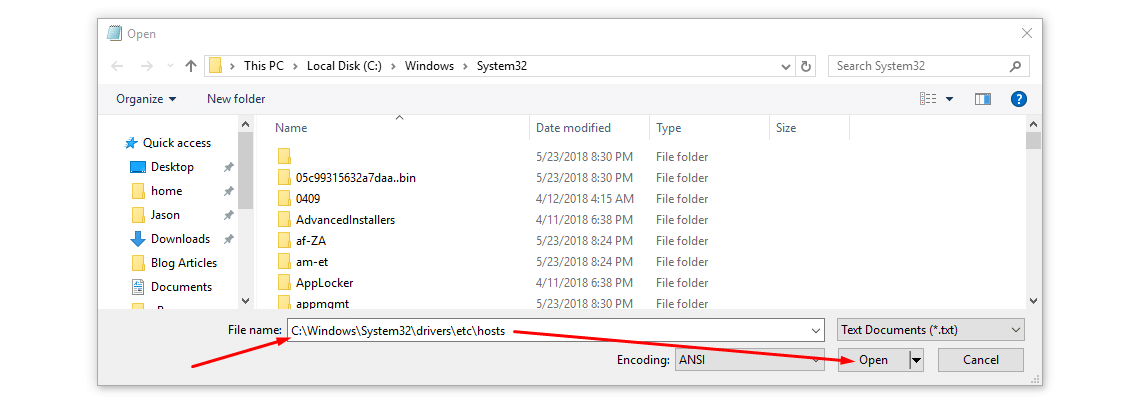 Open
This PC > Local Disk (C:) > Windows > System32
Search System32
Organize
New folder
Name Date modified Type Size
5/23/2018 8:30 PM File folder
05c99315632a7daa..bin 5/23/2018 8:30 PM File folder
0409 4/12/2018 4:15 AM File folder
AdvancedInstallers 4/11/2018 6:38 PM File folder
af-ZA 5/23/2018 8:24 PM File folder
am-et 5/23/2018 8:24 PM File folder
AppLocker 4/11/2018 6:38 PM File folder
appmgmt 5/23/2018 8:30 PM File folder
Quick access
Desktop
home
Jason
Downloads
Blog Articles
Documents
File name: C:\Windows\System32\drivers\etc\hosts
Text Documents (*.txt)
Encoding: ANSI
Open
Cancel